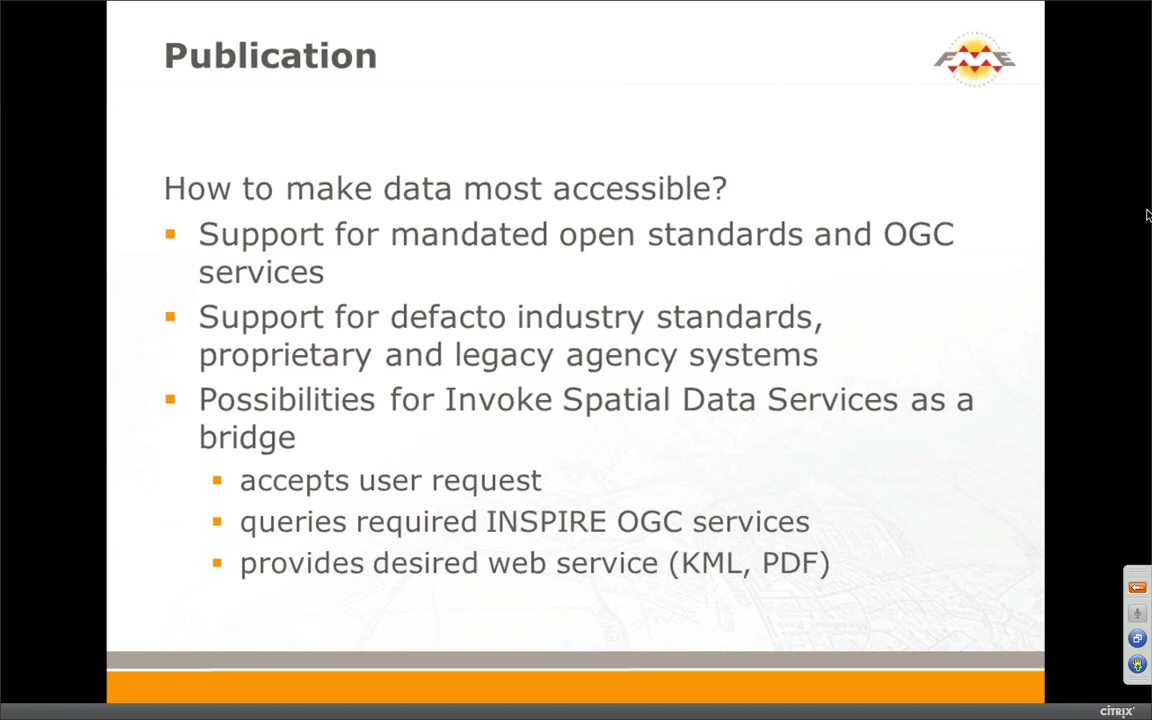 Publication
FME
How to make data most accessible?
Support for mandated open standards and OGC
services
Support for defacto industry standards,
proprietary and legacy agency systems
Possibilities for Invoke Spatial Data Services as a
bridge
accepts user request
queries required INSPIRE OGC services
provides desired web service (KML, PDF)
CITRIX